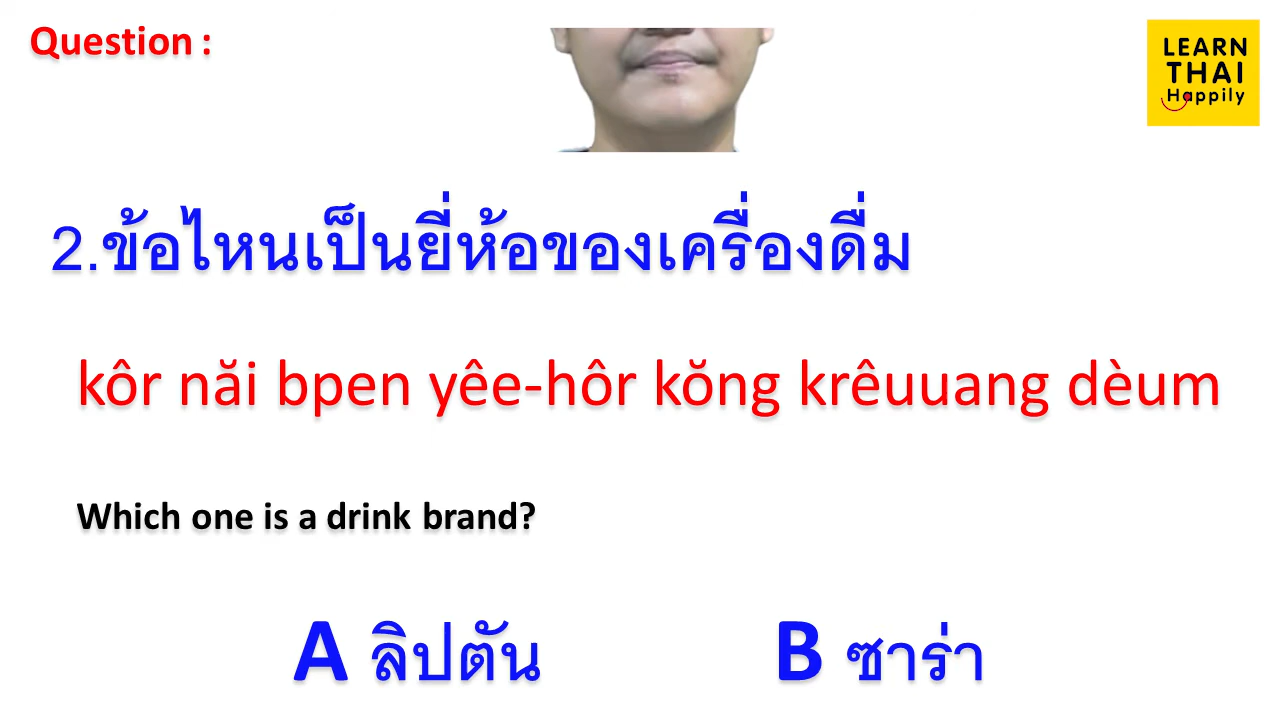 Question :
LEARN
THAI
Happily
2.ข้อไหนเป็นยี่ห้อของเครื่องดื่ม
kôr năi bpen yêe-hôr kŏng krêuuang dèum
Which one is a drink brand?
A ลิปตัน
B ซาร่า